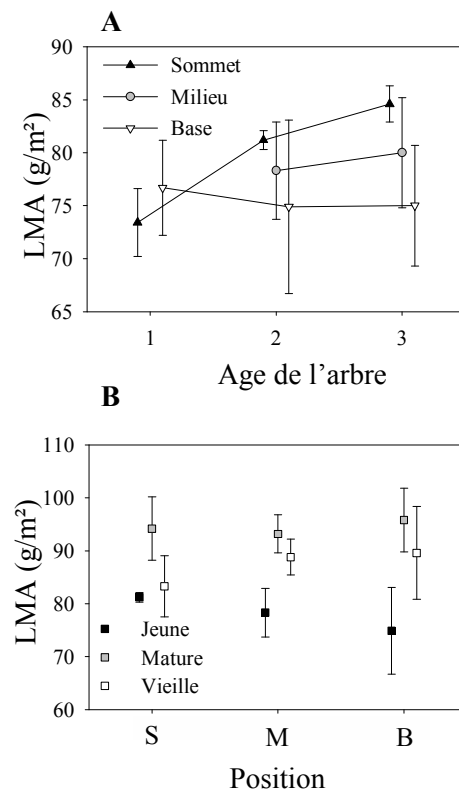 A
90
Sommet
85
Milieu
Base
80
75
70
65
LMA (g/m²)
1 2 3
Age de l’arbre
B
110
100
90
80
Jeune
70
Mature
Vieille
60
LMA (g/m²)
S M B
Position